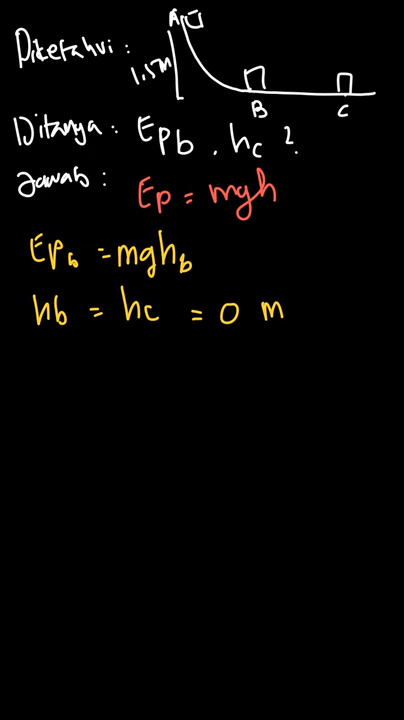 Diketahui :
A
1.5m
B
C
Ditanya : Epb . hc ?
Jawab : Ep = mgh
Epb = mghb
hb = hc = 0 m